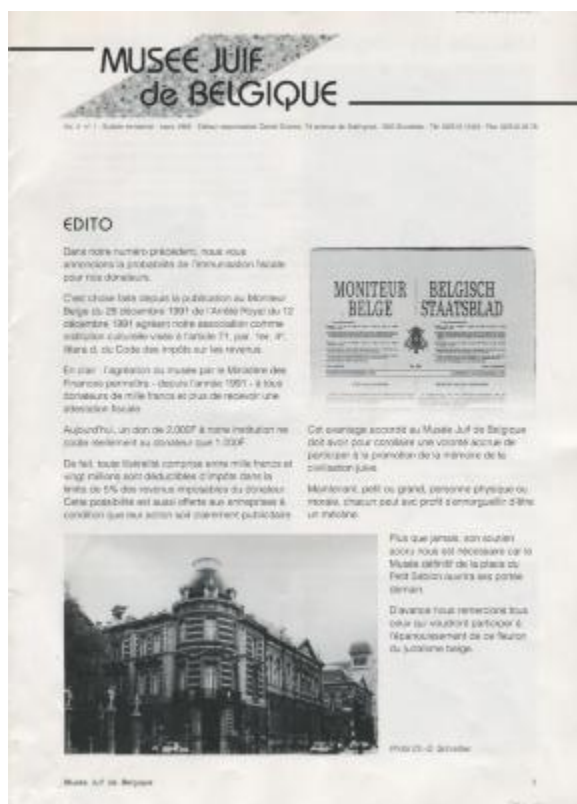 MUSEE JUIF
de BELGIQUE
EDITO
Dans notre numéro précédent, nous vous
annoncions la probabilité de l'immunisation fiscale
pour nos donateurs.
C'est chose faite depuis la publication au Moniteur
Belge du 28 décembre 1991 de l'Arrêté Royal du 12
décembre 1991 agréant notre association comme
institution culturelle visée à l'article 71, par. 1er, 4°,
littera d, du Code des impôts sur les revenus.
En clair : l'agréation du musée par le Ministère des
Finances permettra - depuis l'année 1991 - à tous
donateurs de mille francs et plus de recevoir une
attestation fiscale.
Aujourd'hui, un don de 2.000F à notre institution ne
coûte réellement au donateur que 1.000F.
De fait, toute libéralité comprise entre mille francs et
vingt millions sont déductibles d'impôts dans la
limite de 5% des revenus imposables du donateur.
Cette possibilité est aussi offerte aux entreprises à
condition que leur action soit clairement publicitaire.
MONITEUR
BELGE
BELGISCH
STAATSBLAD
Cet avantage accordé au Musée Juif de Belgique
doit avoir pour corollaire une volonté accrue de
participer à la promotion de la mémoire de la
civilisation juive.
Maintenant, petit ou grand, personne physique ou
morale, chacun peut avec profit s'enorgueillir d'être
un mécène.
Plus que jamais, son soutien
accru nous est nécessaire car le
Musée définitif de la place du
Petit Sablon ouvrira ses portes
demain.
D'avance nous remercions tous
ceux qui voudront participer à
l'épanouissement de ce fleuron
du judaïsme belge.
Musée Juif de Belgique